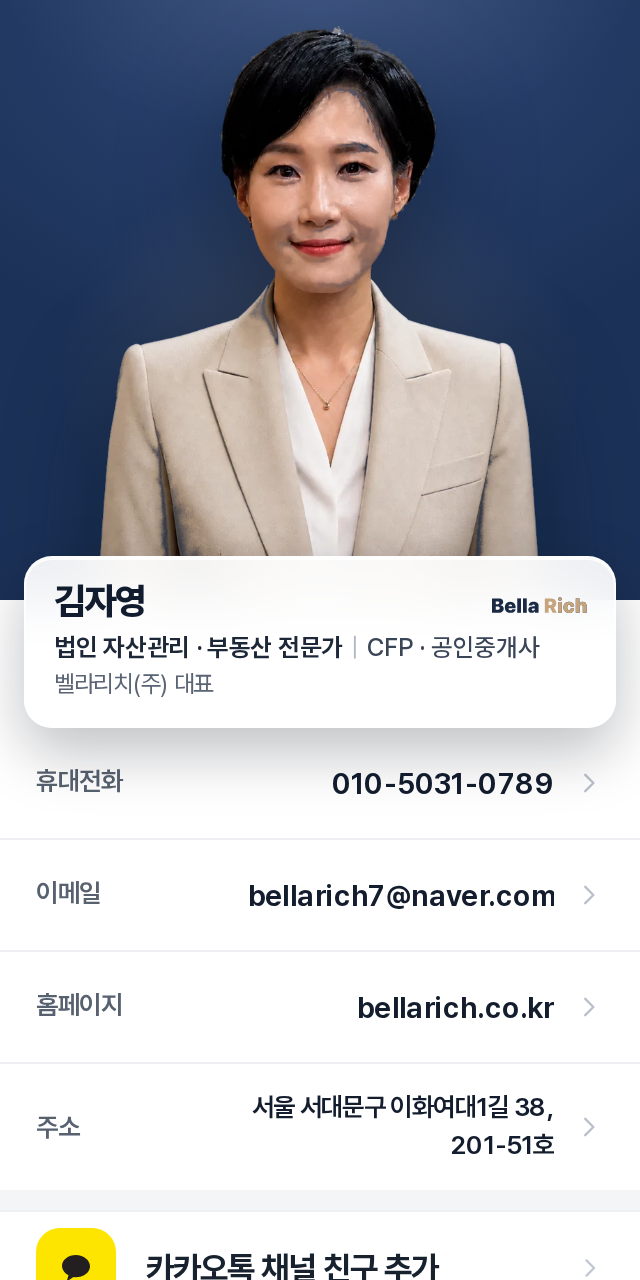 김자영
Bella Rich
법인 자산관리 · 부동산 전문가 | CFP · 공인중개사
벨라리치(주) 대표
휴대전화
010-5031-0789
이메일
bellarich7@naver.com
홈페이지
bellarich.co.kr
주소
서울 서대문구 이화여대1길 38,
201-51호
카카오톡 채널 친구 추가